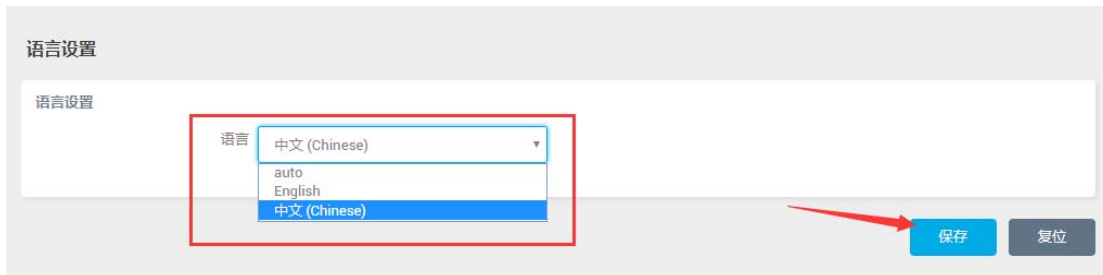 语言设置
语言设置
语言 中文 (Chinese)
auto
English
中文 (Chinese)
保存 复位